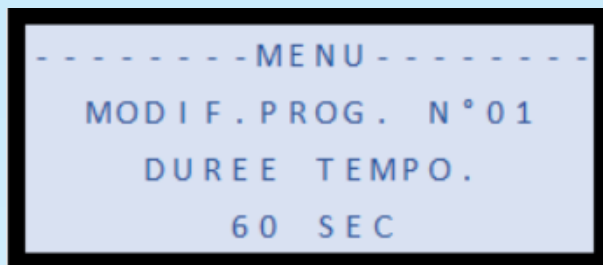 --------MENU--------
MODIF.PROG. N°01
DUREE TEMPO.
60 SEC